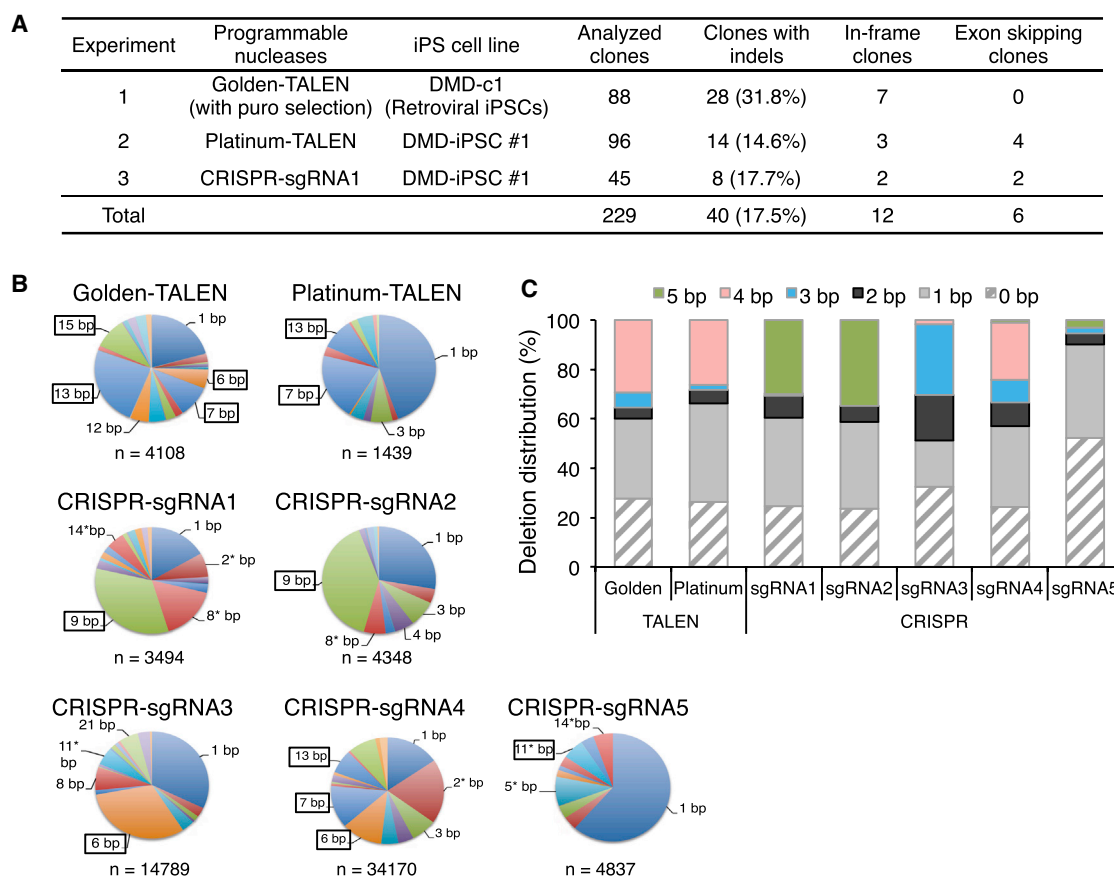 A
Experiment
Programmable nucleases
iPS cell line
Analyzed clones
Clones with indels
In-frame clones
Exon skipping clones
1
Golden-TALEN (with puro selection)
DMD-c1 (Retroviral iPSCs)
88
28 (31.8%)
7
0
2
Platinum-TALEN
DMD-iPSC #1
96
14 (14.6%)
3
4
3
CRISPR-sgRNA1
DMD-iPSC #1
45
8 (17.7%)
2
2
Total
229
40 (17.5%)
12
6
B
Golden-TALEN
15 bp
1 bp
6 bp
7 bp
13 bp
12 bp
n = 4108
Platinum-TALEN
13 bp
1 bp
7 bp
3 bp
n = 1439
CRISPR-sgRNA1
14*bp
1 bp
2* bp
8* bp
9 bp
n = 3494
CRISPR-sgRNA2
1 bp
9 bp
3 bp
4 bp
8* bp
n = 4348
CRISPR-sgRNA3
21 bp
1 bp
11*
bp
8 bp
6 bp
n = 14789
CRISPR-sgRNA4
1 bp
13 bp
2* bp
7 bp
3 bp
6 bp
n = 34170
CRISPR-sgRNA5
14*bp
11* bp
5* bp
1 bp
n = 4837
C
5 bp
4 bp
3 bp
2 bp
1 bp
0 bp
Deletion distribution (%)
100
80
60
40
20
0
Golden
Platinum
sgRNA1
sgRNA2
sgRNA3
sgRNA4
sgRNA5
TALEN
CRISPR